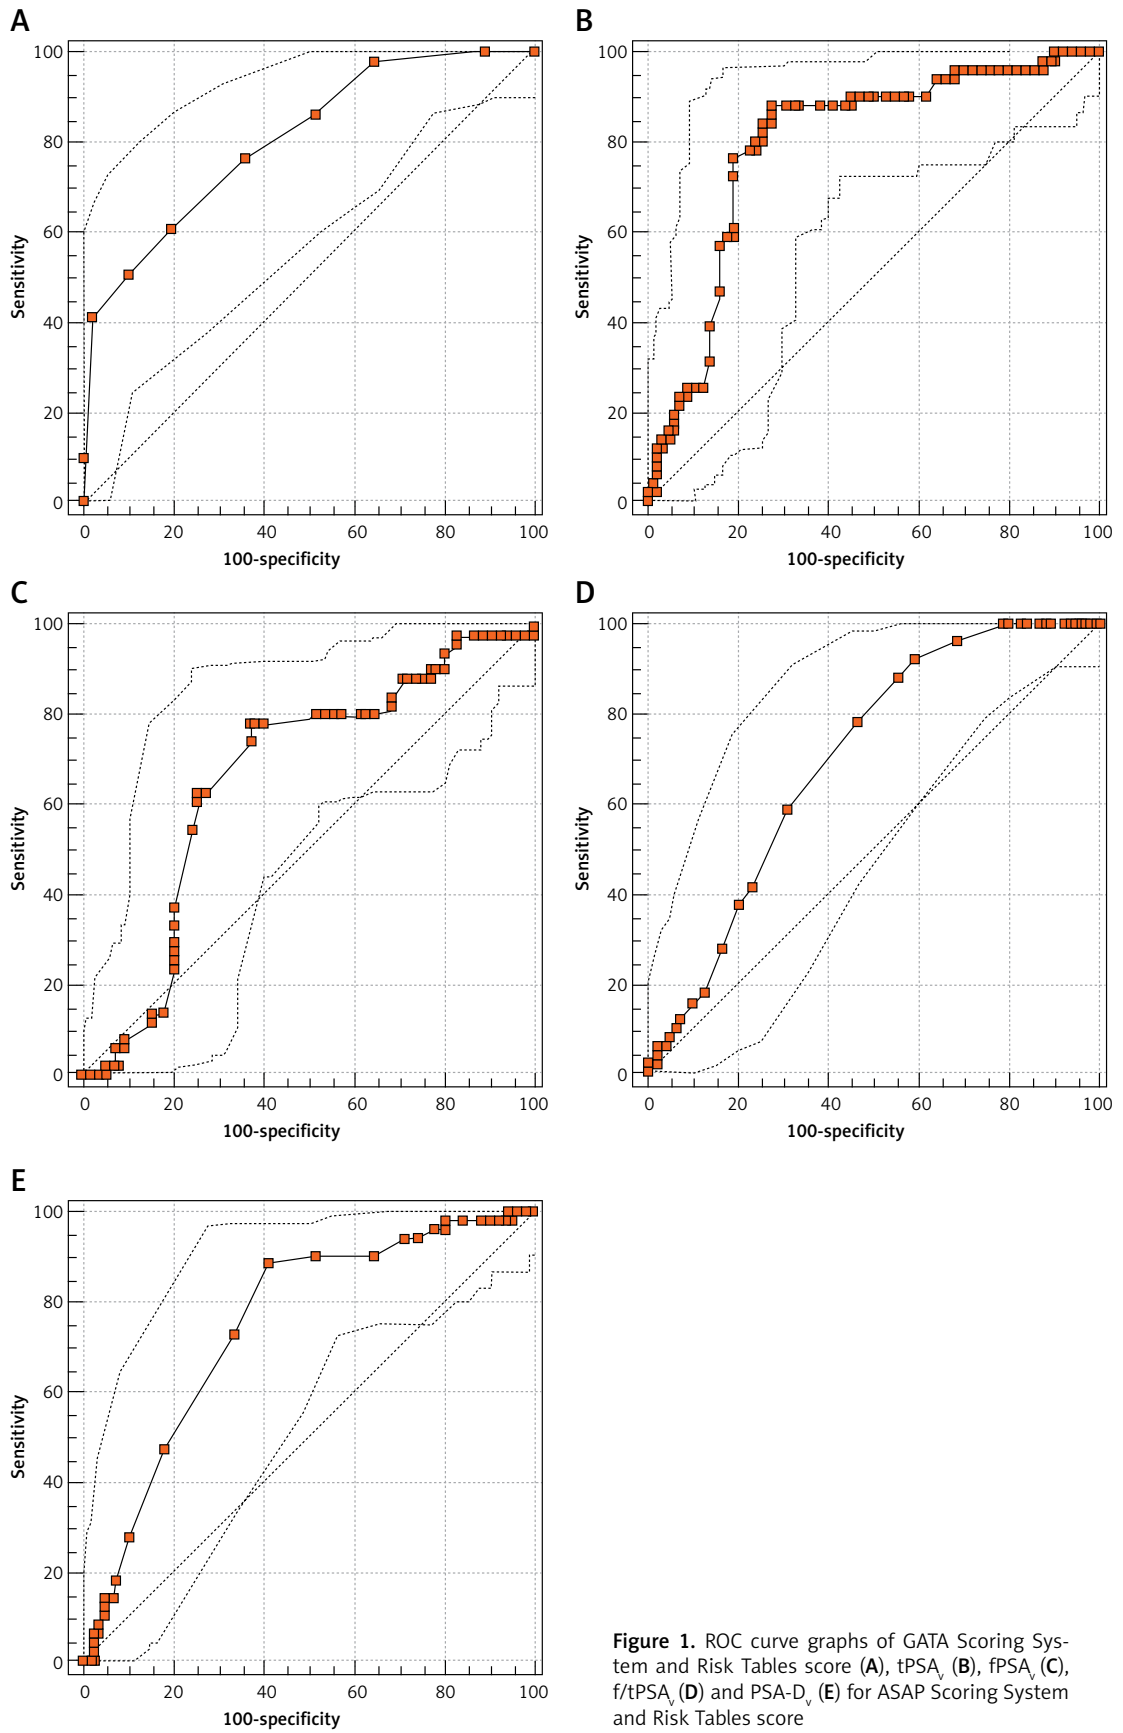 A
100
80
60
40
20
0
Sensitivity
0 20 40 60 80 100
100-specificity
B
100
80
60
40
20
0
Sensitivity
0 20 40 60 80 100
100-specificity
C
100
80
60
40
20
0
Sensitivity
0 20 40 60 80 100
100-specificity
D
100
80
60
40
20
0
Sensitivity
0 20 40 60 80 100
100-specificity
E
100
80
60
40
20
0
Sensitivity
0 20 40 60 80 100
100-specificity
Figure 1. ROC curve graphs of GATA Scoring Sys-
tem and Risk Tables score (A), tPSAv (B), fPSAv (C),
f/tPSAv (D) and PSA-Dv (E) for ASAP Scoring System
and Risk Tables score